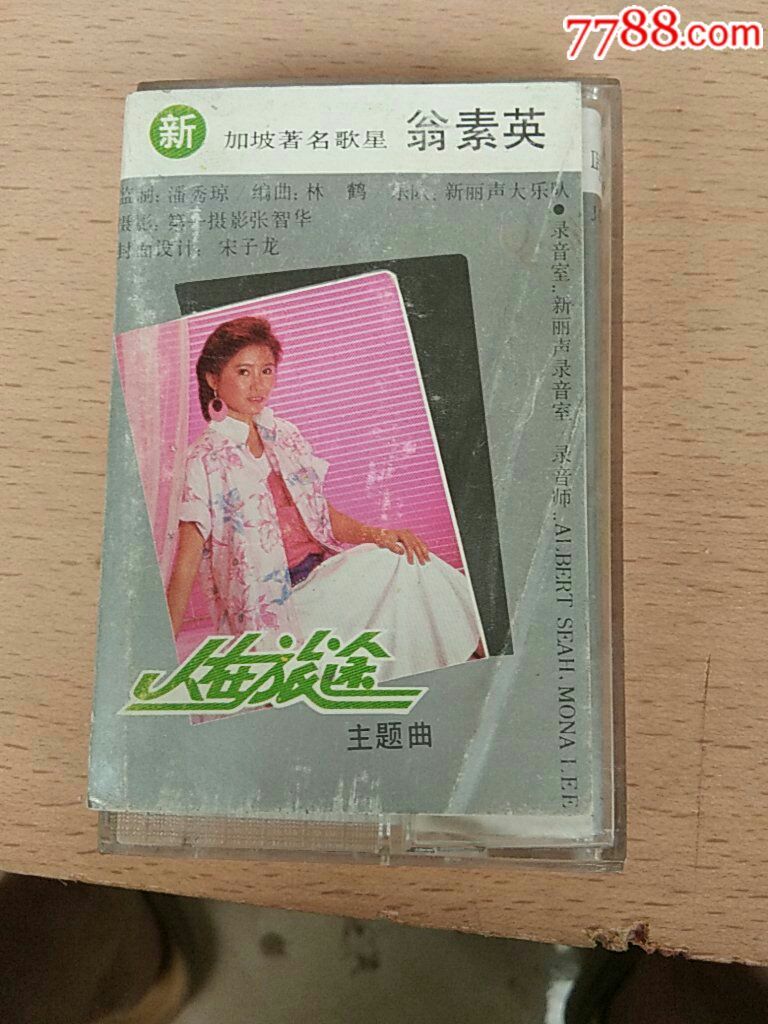 7788.com
新 加坡著名歌星 翁素英
监制: 潘秀琼 / 编曲: 林 鹤 乐队: 新丽声大乐队
摄影: 第一摄影张智华
封面设计: 宋子龙
●录音室: 新丽声录音室 录音师: ALBERT SEAH, MONA LEE
人海旅途
主题曲